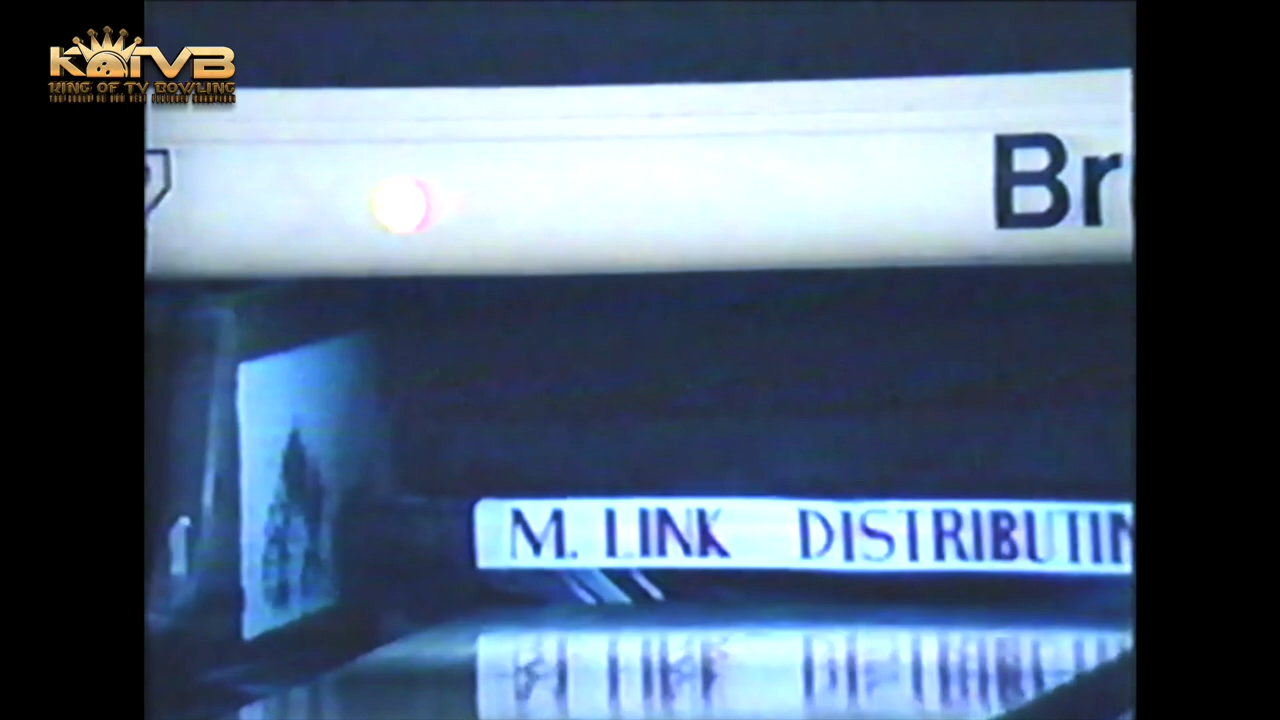 KOTVB
KING OF TV BOWLING
Br
M. LINK DISTRIBUTIN